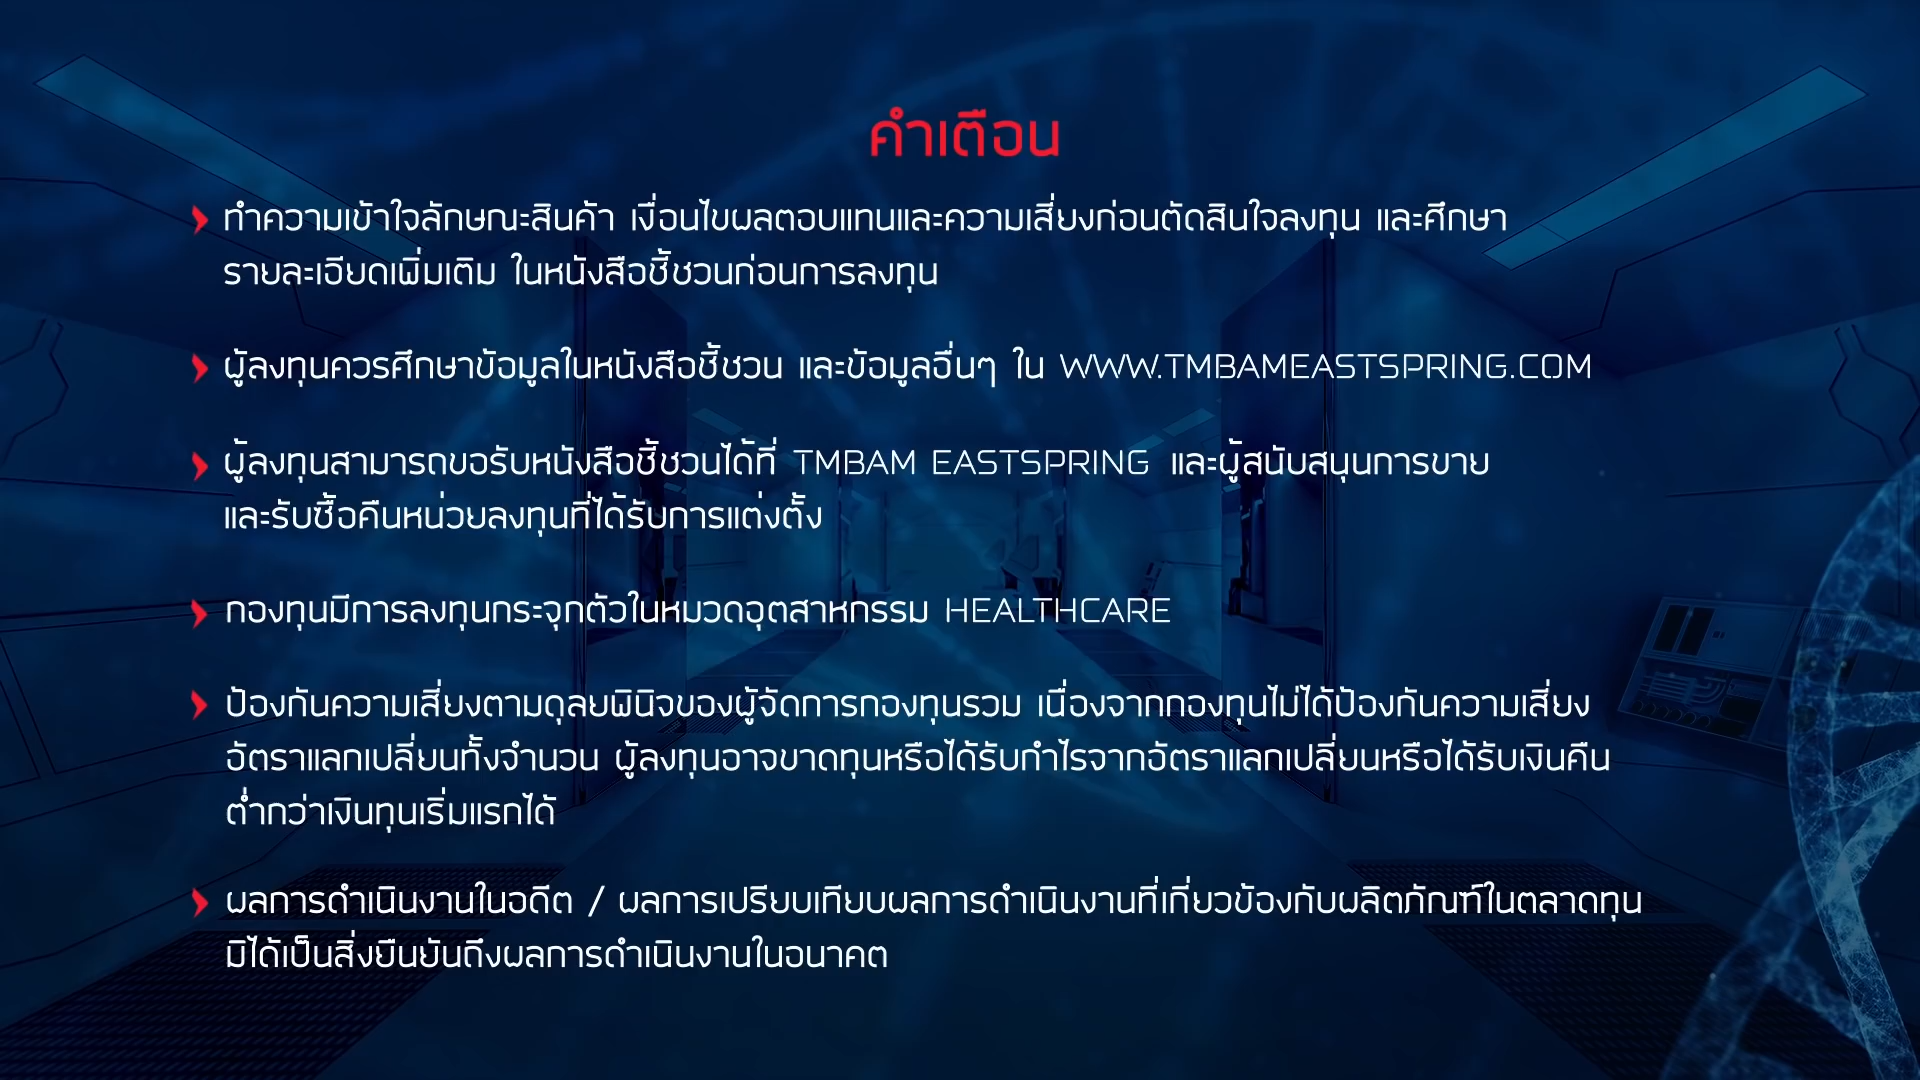 คำเตือน
ทำความเข้าใจลักษณะสินค้า เงื่อนไขผลตอบแทนและความเสี่ยงก่อนตัดสินใจลงทุน และศึกษา
รายละเอียดเพิ่มเติม ในหนังสือชี้ชวนก่อนการลงทุน
ผู้ลงทุนควรศึกษาข้อมูลในหนังสือชี้ชวน และข้อมูลอื่นๆ ใน WWW.TMBAMEASTSPRING.COM
ผู้ลงทุนสามารถขอรับหนังสือชี้ชวนได้ที่ TMBAM EASTSPRING และผู้สนับสนุนการขาย
และรับซื้อคืนหน่วยลงทุนที่ได้รับการแต่งตั้ง
กองทุนมีการลงทุนกระจุกตัวในหมวดอุตสาหกรรม HEALTHCARE
ป้องกันความเสี่ยงตามดุลยพินิจของผู้จัดการกองทุนรวม เนื่องจากกองทุนไม่ได้ป้องกันความเสี่ยง
อัตราแลกเปลี่ยนทั้งจำนวน ผู้ลงทุนอาจขาดทุนหรือได้รับกำไรจากอัตราแลกเปลี่ยนหรือได้รับเงินคืน
ต่ำกว่าเงินทุนเริ่มแรกได้
ผลการดำเนินงานในอดีต / ผลการเปรียบเทียบผลการดำเนินงานที่เกี่ยวข้องกับผลิตภัณฑ์ในตลาดทุน
มิได้เป็นสิ่งยืนยันถึงผลการดำเนินงานในอนาคต